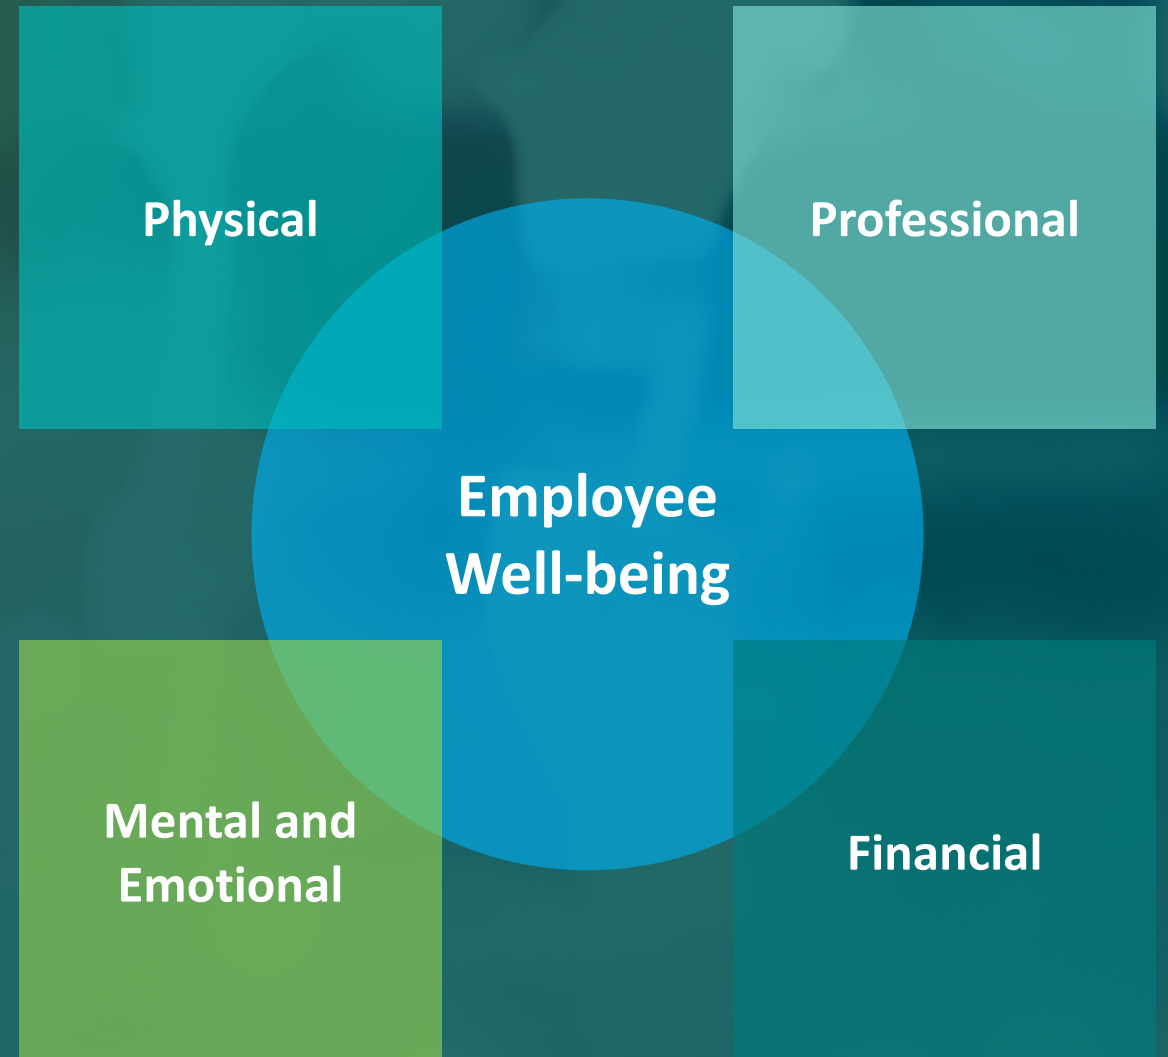 Physical
Professional
Employee
Well-being
Mental and
Emotional
Financial